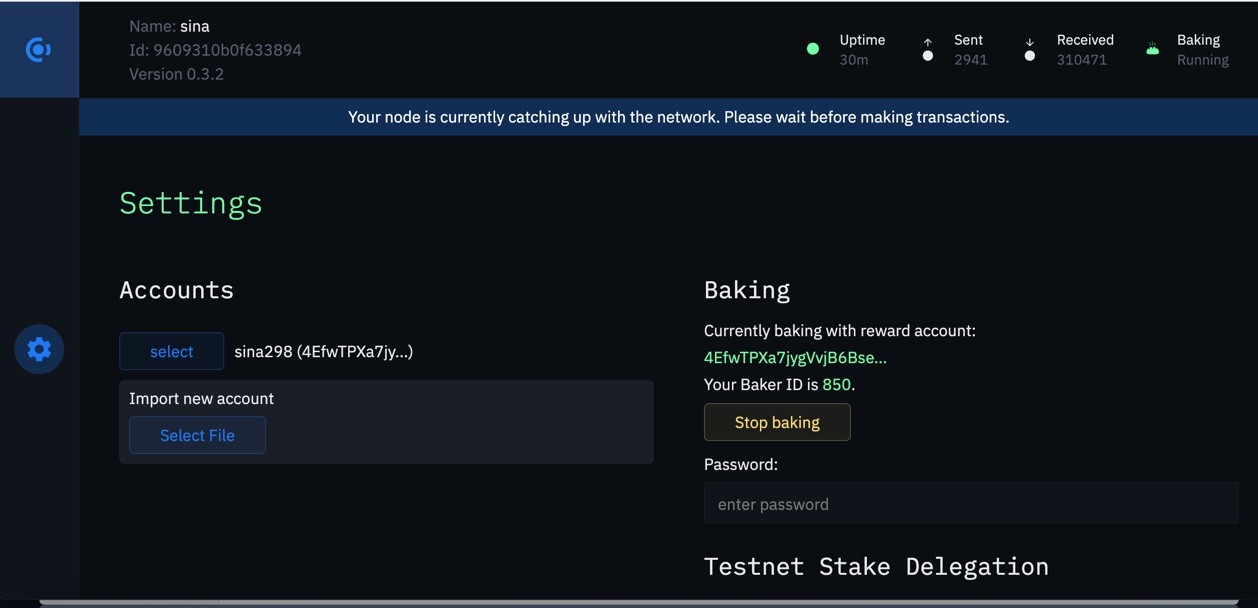 Name: sina
Id: 9609310b0f633894
Version 0.3.2
Uptime
30m
Sent
2941
Received
310471
Baking
Running
Your node is currently catching up with the network. Please wait before making transactions.
Settings
Accounts
select
sina298 (4EfwTPXa7jy...)
Import new account
Select File
Baking
Currently baking with reward account:
4EfwTPXa7jygVvjB6Bse...
Your Baker ID is 850.
Stop baking
Password:
enter password
Testnet Stake Delegation